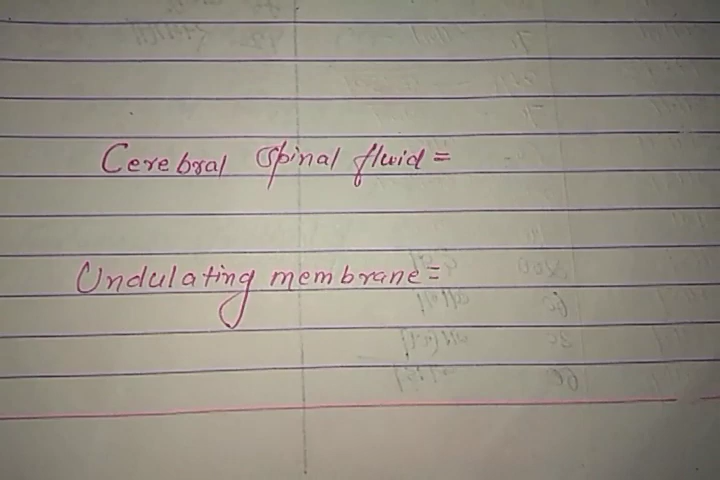 Cerebral Spinal fluid =
Undulating membrane =